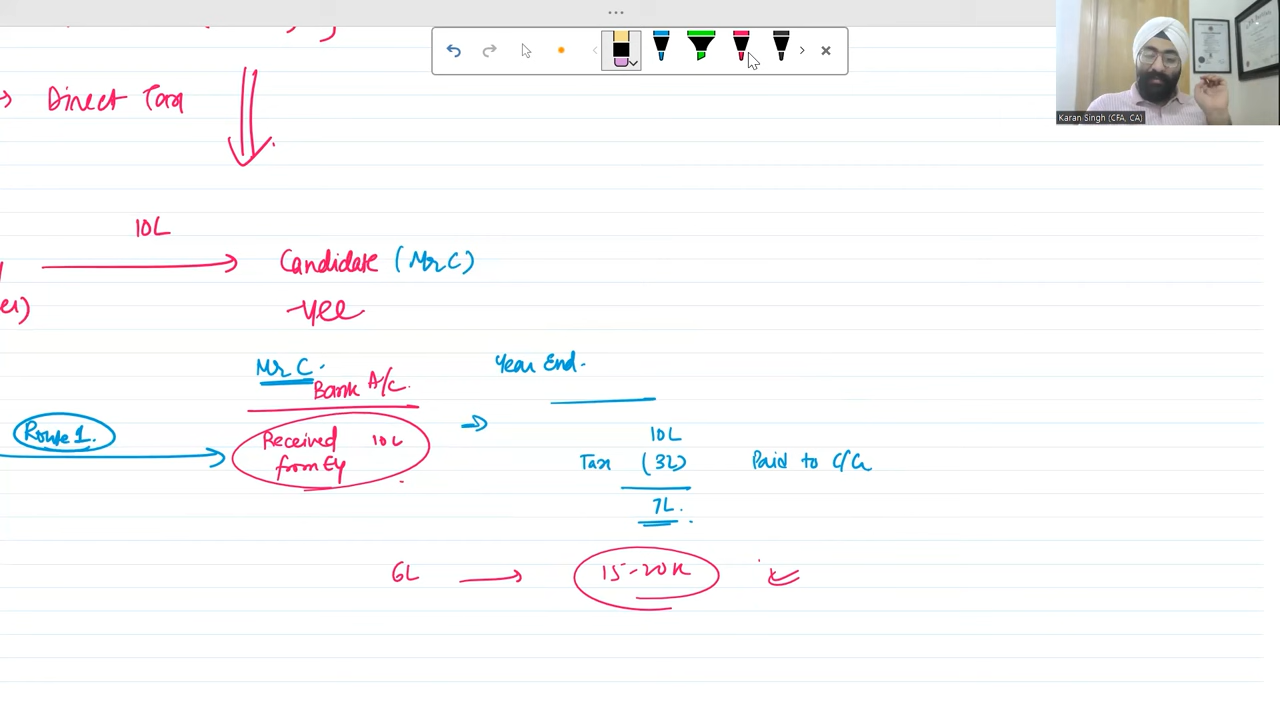 Karan Singh (CFA, CA)
Direct Tax
10L
Candidate (Mr C)
Mr C.
Bank A/C.
Year End.
Route 1.
Received 10L
from Ey
10L
Tax (3L) Paid to C/G
7L.
6L 15-20K